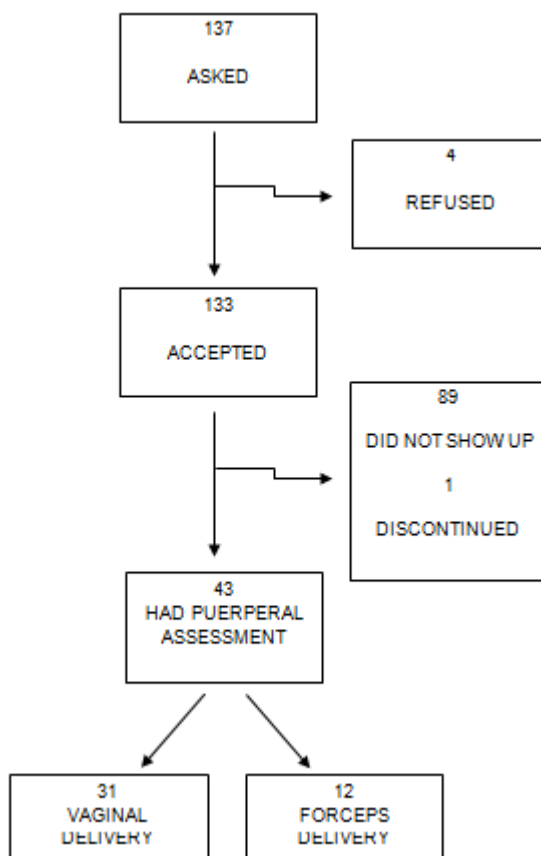 137
ASKED
4
REFUSED
133
ACCEPTED
89
DID NOT SHOW UP
1
DISCONTINUED
43
HAD PUERPERAL
ASSESSMENT
31
VAGINAL
DELIVERY
12
FORCEPS
DELIVERY